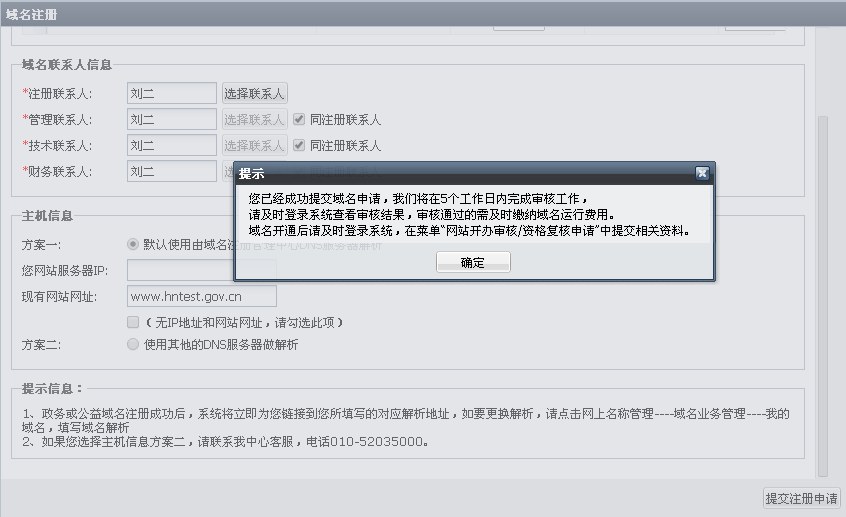 域名注册
域名联系人信息
*注册联系人: 刘二 选择联系人
*管理联系人: 刘二 选择联系人 同注册联系人
*技术联系人: 刘二 选择联系人 同注册联系人
*财务联系人: 刘二
提示
您已经成功提交域名申请，我们将在5个工作日内完成审核工作，
请及时登录系统查看审核结果，审核通过的需及时缴纳域名运行费用。
域名开通后请及时登录系统，在菜单“网站开办审核/资格复核申请”中提交相关资料。
确定
主机信息
方案一: 默认使用由域名注册管理中心DNS服务器解析
您网站服务器IP:
现有网站网址: www.hntest.gov.cn
（无IP地址和网站网址，请勾选此项）
方案二: 使用其他的DNS服务器做解析
提示信息：
1、政务或公益域名注册成功后，系统将立即为您链接到您所填写的对应解析地址，如要更换解析，请点击网上名称管理----域名业务管理----我的
域名，填写域名解析
2、如果您选择主机信息方案二，请联系我中心客服，电话010-52035000。
提交注册申请